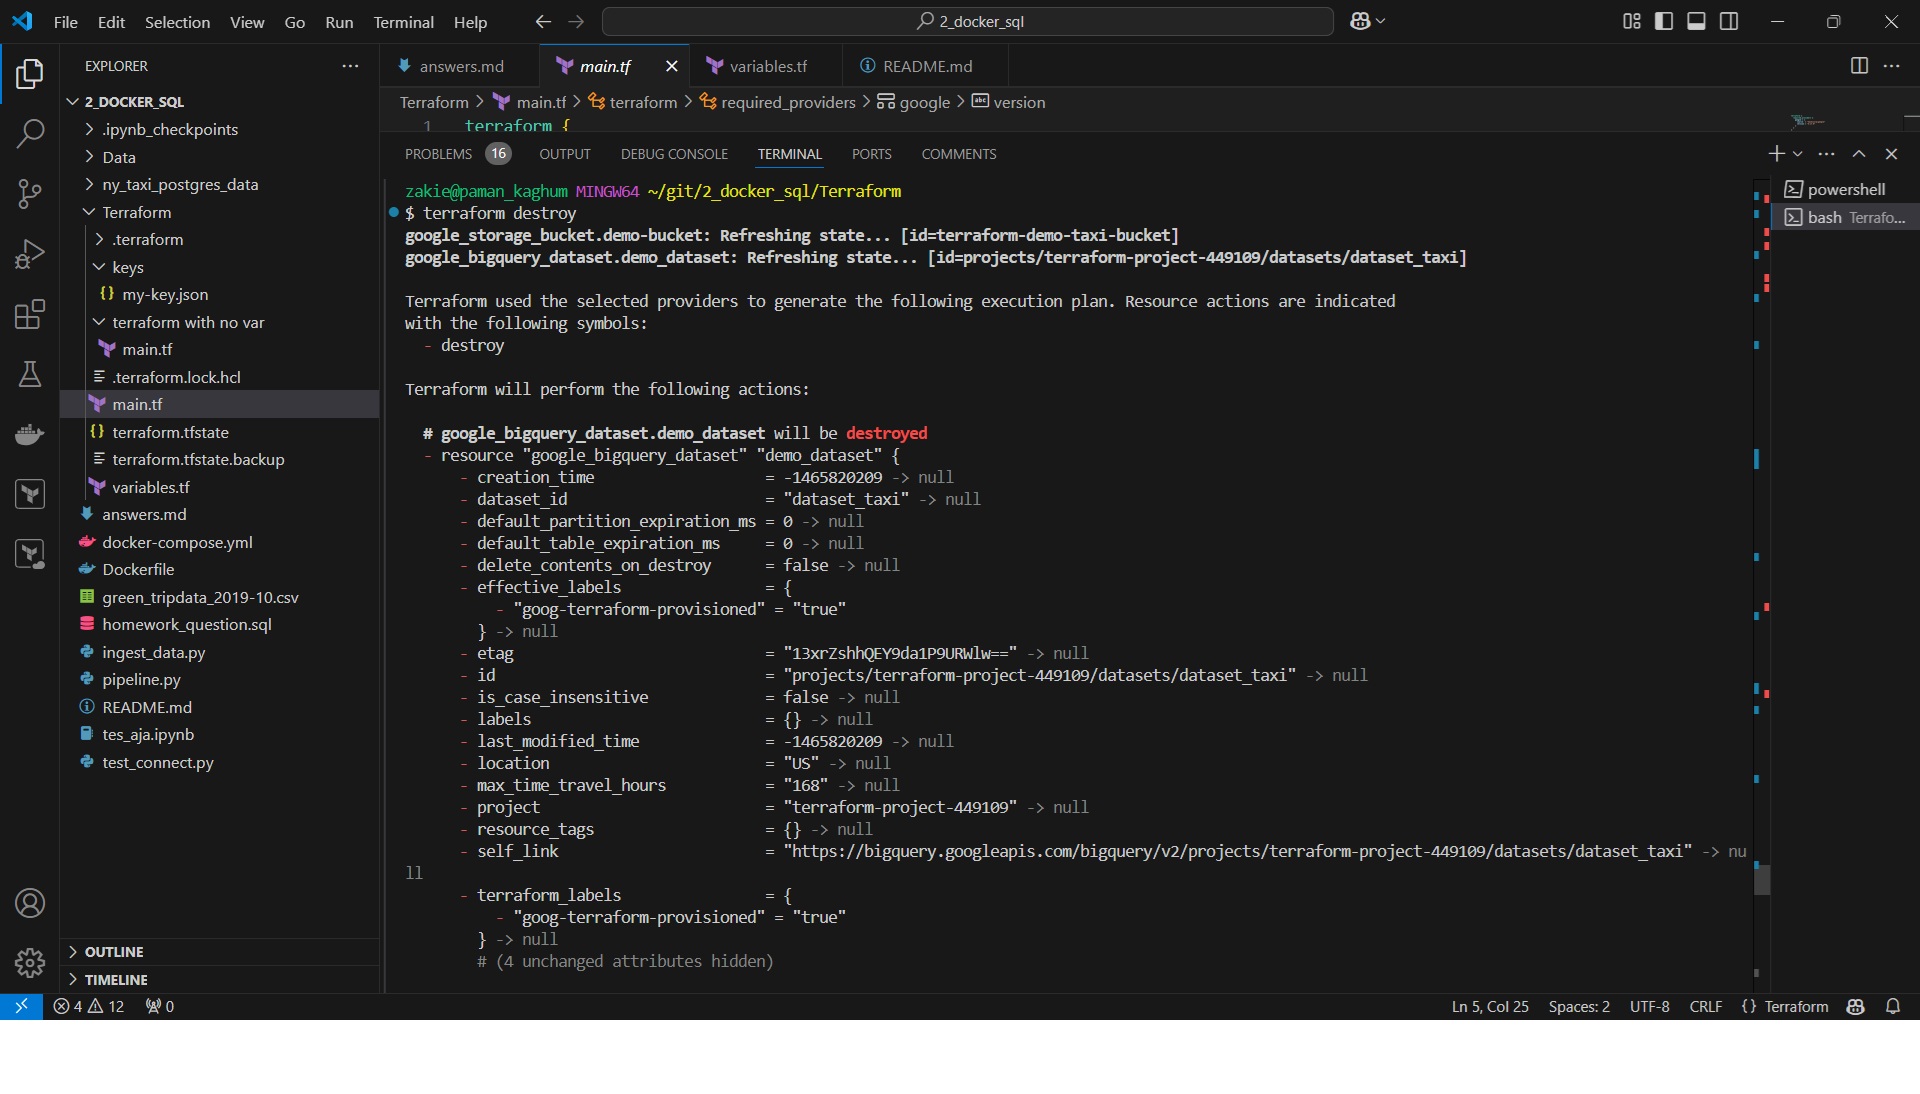 File Edit Selection View Go Run Terminal Help
2_docker_sql
EXPLORER
2_DOCKER_SQL
.ipynb_checkpoints
Data
ny_taxi_postgres_data
Terraform
.terraform
keys
my-key.json
terraform with no var
main.tf
.terraform.lock.hcl
main.tf
terraform.tfstate
terraform.tfstate.backup
variables.tf
answers.md
docker-compose.yml
Dockerfile
green_tripdata_2019-10.csv
homework_question.sql
ingest_data.py
pipeline.py
README.md
tes_aja.ipynb
test_connect.py
OUTLINE
TIMELINE
answers.md main.tf variables.tf README.md
Terraform > main.tf > terraform > required_providers > google > version
1 terraform {
PROBLEMS 16 OUTPUT DEBUG CONSOLE TERMINAL PORTS COMMENTS
powershell
bash Terrafo...
zakie@paman_kaghum MINGW64 ~/git/2_docker_sql/Terraform
$ terraform destroy
google_storage_bucket.demo-bucket: Refreshing state... [id=terraform-demo-taxi-bucket]
google_bigquery_dataset.demo_dataset: Refreshing state... [id=projects/terraform-project-449109/datasets/dataset_taxi]
Terraform used the selected providers to generate the following execution plan. Resource actions are indicated
with the following symbols:
- destroy
Terraform will perform the following actions:
# google_bigquery_dataset.demo_dataset will be destroyed
- resource "google_bigquery_dataset" "demo_dataset" {
- creation_time = -1465820209 -> null
- dataset_id = "dataset_taxi" -> null
- default_partition_expiration_ms = 0 -> null
- default_table_expiration_ms = 0 -> null
- delete_contents_on_destroy = false -> null
- effective_labels = {
- "goog-terraform-provisioned" = "true"
} -> null
- etag = "13xrZshhQEY9da1P9URWlw==" -> null
- id = "projects/terraform-project-449109/datasets/dataset_taxi" -> null
- is_case_insensitive = false -> null
- labels = {} -> null
- last_modified_time = -1465820209 -> null
- location = "US" -> null
- max_time_travel_hours = "168" -> null
- project = "terraform-project-449109" -> null
- resource_tags = {} -> null
- self_link = "https://bigquery.googleapis.com/bigquery/v2/projects/terraform-project-449109/datasets/dataset_taxi" -> nu
ll
- terraform_labels = {
- "goog-terraform-provisioned" = "true"
} -> null
# (4 unchanged attributes hidden)
4 12 0
Ln 5, Col 25 Spaces: 2 UTF-8 CRLF {} Terraform